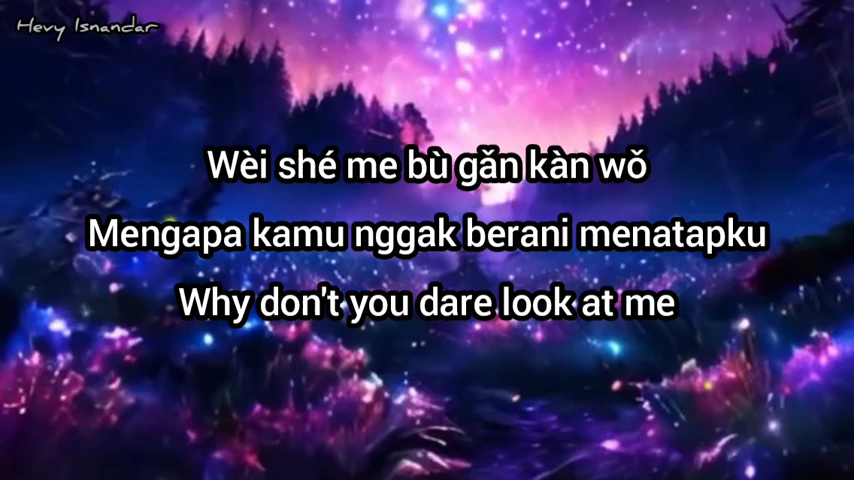 Hevy Isnandar
Wèi shé me bù gǎn kàn wǒ
Mengapa kamu nggak berani menatapku
Why don't you dare look at me